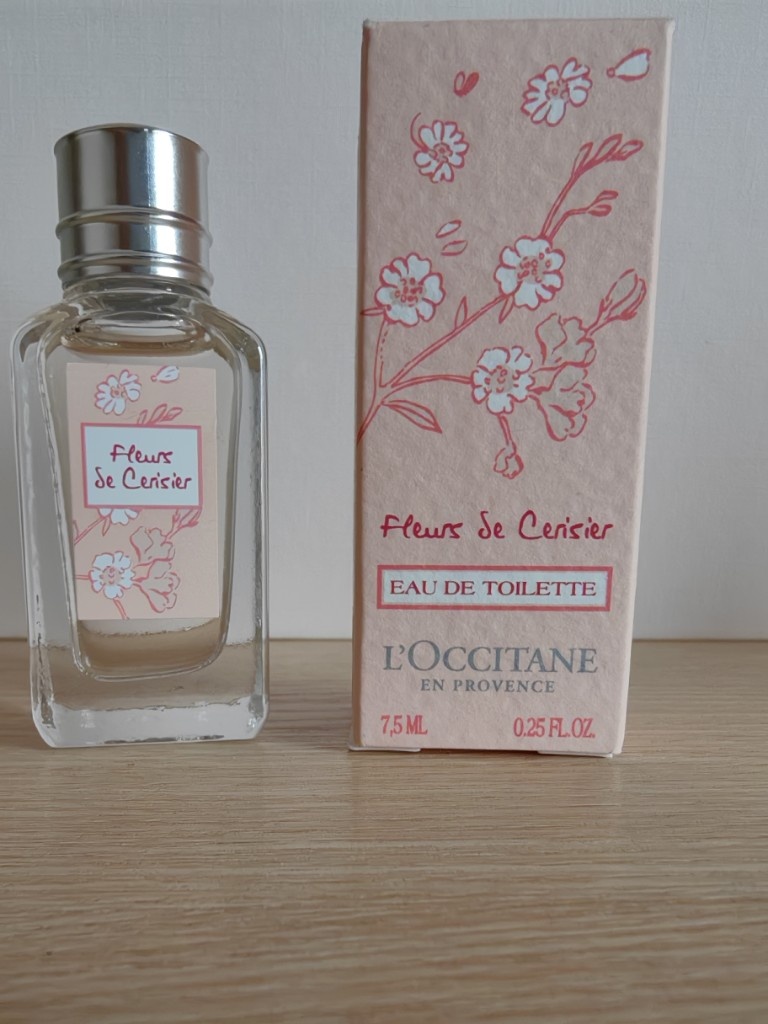 Fleurs
de Cerisier
Fleurs de Cerisier
EAU DE TOILETTE
L'OCCITANE
EN PROVENCE
7,5 ML 0.25 FL.OZ.